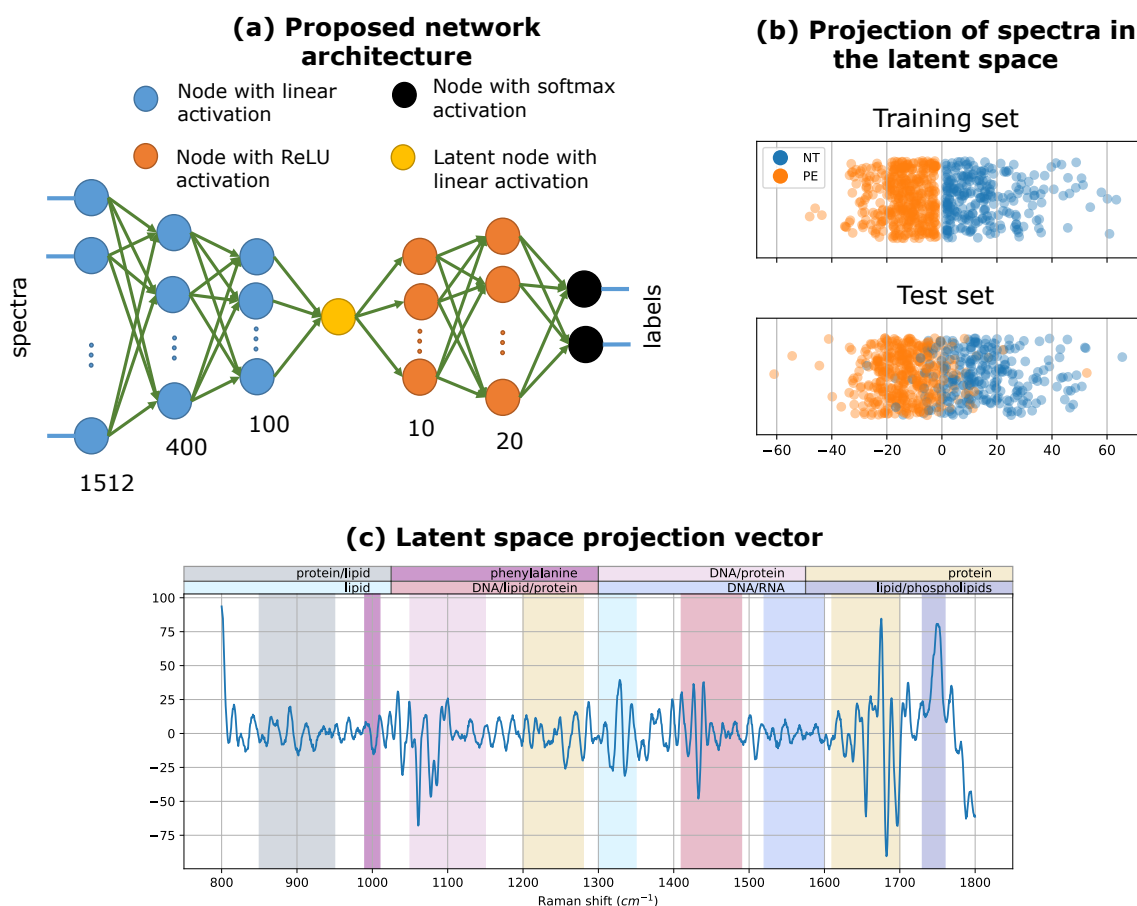 (a) Proposed network
architecture
Node with linear
activation
Node with softmax
activation
Node with ReLU
activation
Latent node with
linear activation
spectra
1512
400
100
10
20
labels
(b) Projection of spectra in
the latent space
Training set
NT
PE
Test set
−60 −40 −20 0 20 40 60
(c) Latent space projection vector
protein/lipid phenylalanine DNA/protein protein
lipid DNA/lipid/protein DNA/RNA lipid/phospholipids
100
75
50
25
0
−25
−50
−75
800 900 1000 1100 1200 1300 1400 1500 1600 1700 1800
Raman shift (cm⁻¹)